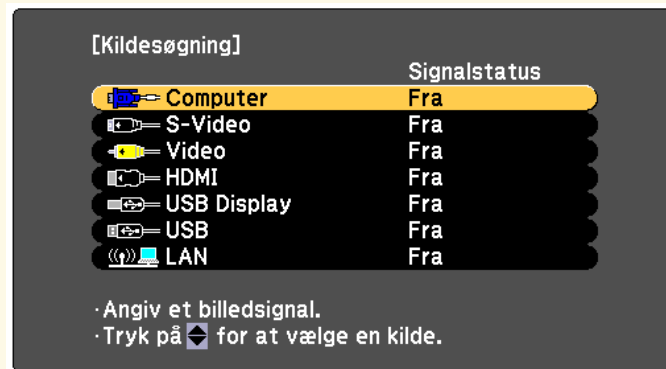 [Kildesøgning]
Signalstatus
Computer Fra
S-Video Fra
Video Fra
HDMI Fra
USB Display Fra
USB Fra
LAN Fra
·Angiv et billedsignal.
·Tryk på for at vælge en kilde.